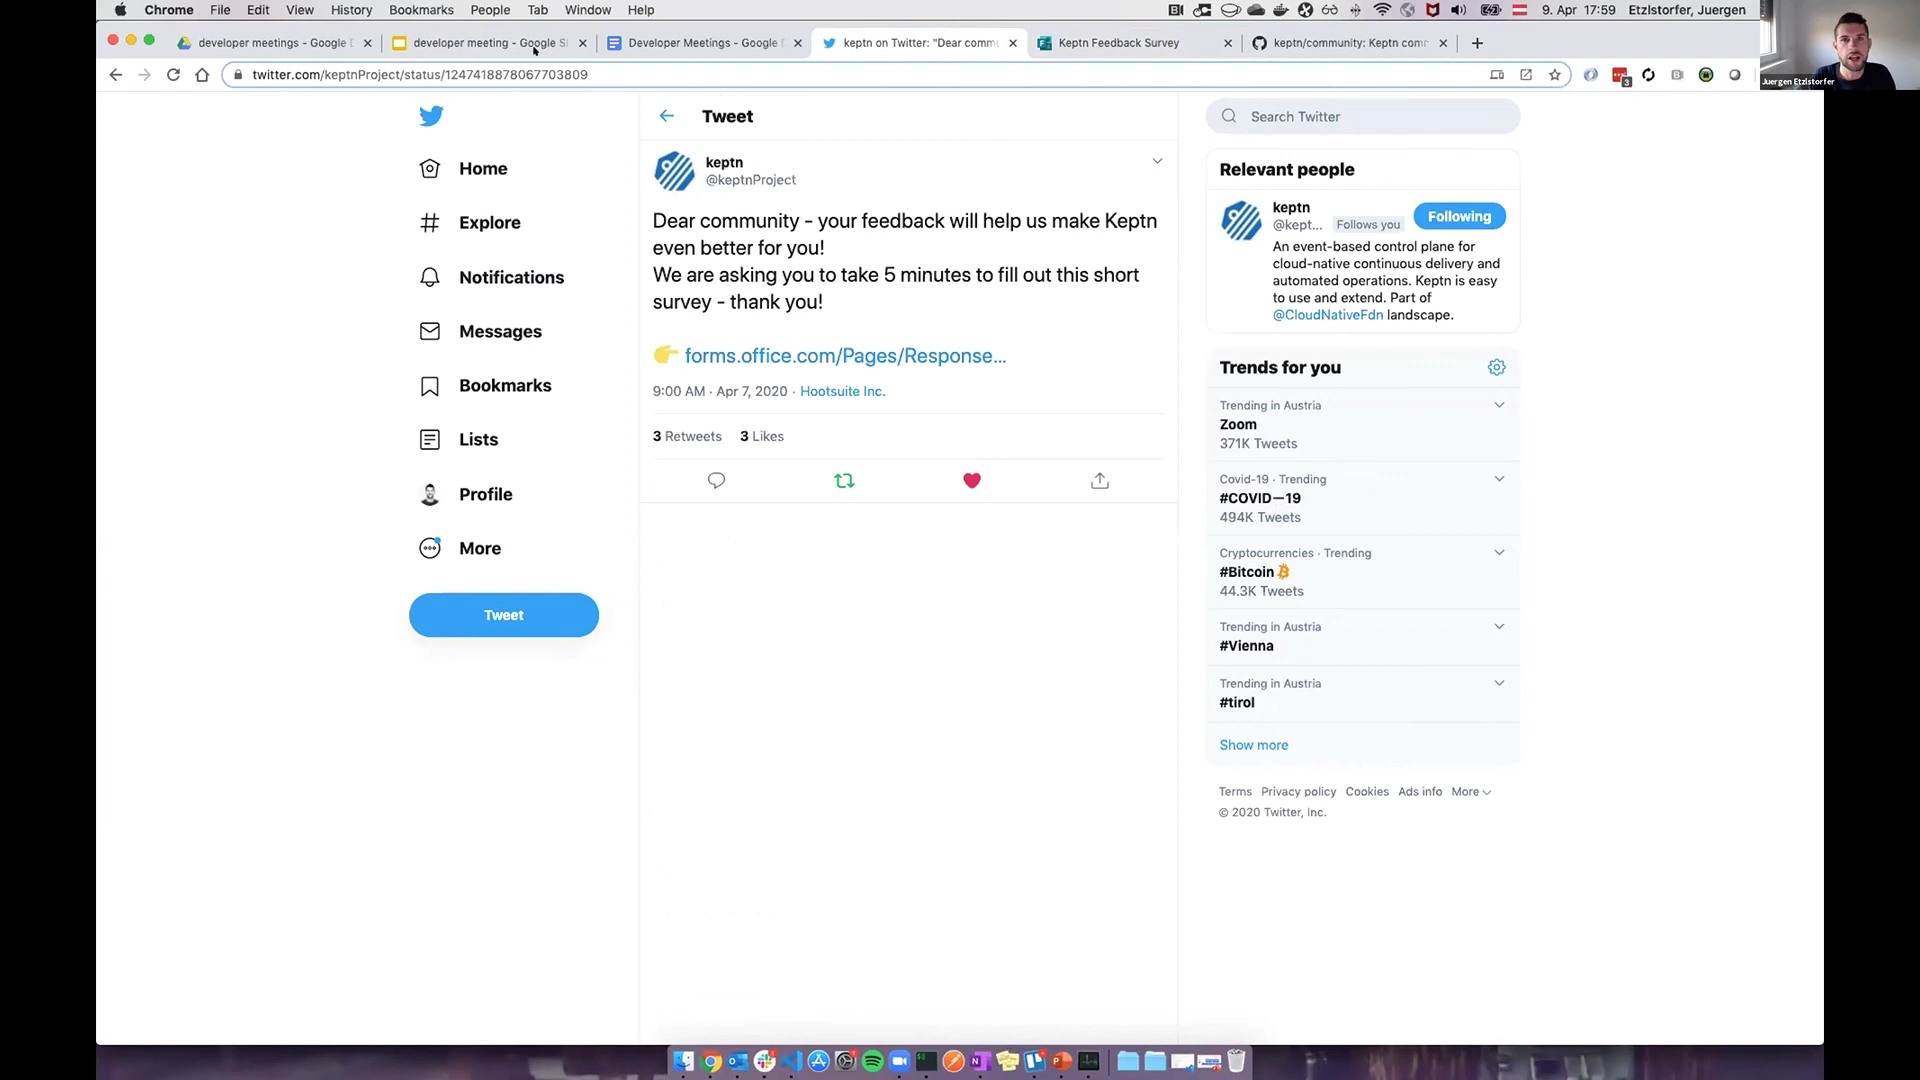 Chrome File Edit View History Bookmarks People Tab Window Help
9. Apr 17:59 Etzlstorfer, Juergen
developer meetings - Google D
developer meeting - Google Sl
Developer Meetings - Google D
keptn on Twitter: "Dear commu
Keptn Feedback Survey
keptn/community: Keptn comm
twitter.com/keptnProject/status/1247418878067703809
3
Juergen Etzlstorfer
Home
Explore
Notifications
Messages
Bookmarks
Lists
Profile
More
Tweet
Tweet
keptn
@keptnProject
Dear community - your feedback will help us make Keptn
even better for you!
We are asking you to take 5 minutes to fill out this short
survey - thank you!
forms.office.com/Pages/Response...
9:00 AM · Apr 7, 2020 · Hootsuite Inc.
3 Retweets 3 Likes
Search Twitter
Relevant people
keptn
@kept... Follows you
Following
An event-based control plane for
cloud-native continuous delivery and
automated operations. Keptn is easy
to use and extend. Part of
@CloudNativeFdn landscape.
Trends for you
Trending in Austria
Zoom
371K Tweets
Covid-19 · Trending
#COVID—19
494K Tweets
Cryptocurrencies · Trending
#Bitcoin
44.3K Tweets
Trending in Austria
#Vienna
Trending in Austria
#tirol
Show more
Terms Privacy policy Cookies Ads info More
© 2020 Twitter, Inc.